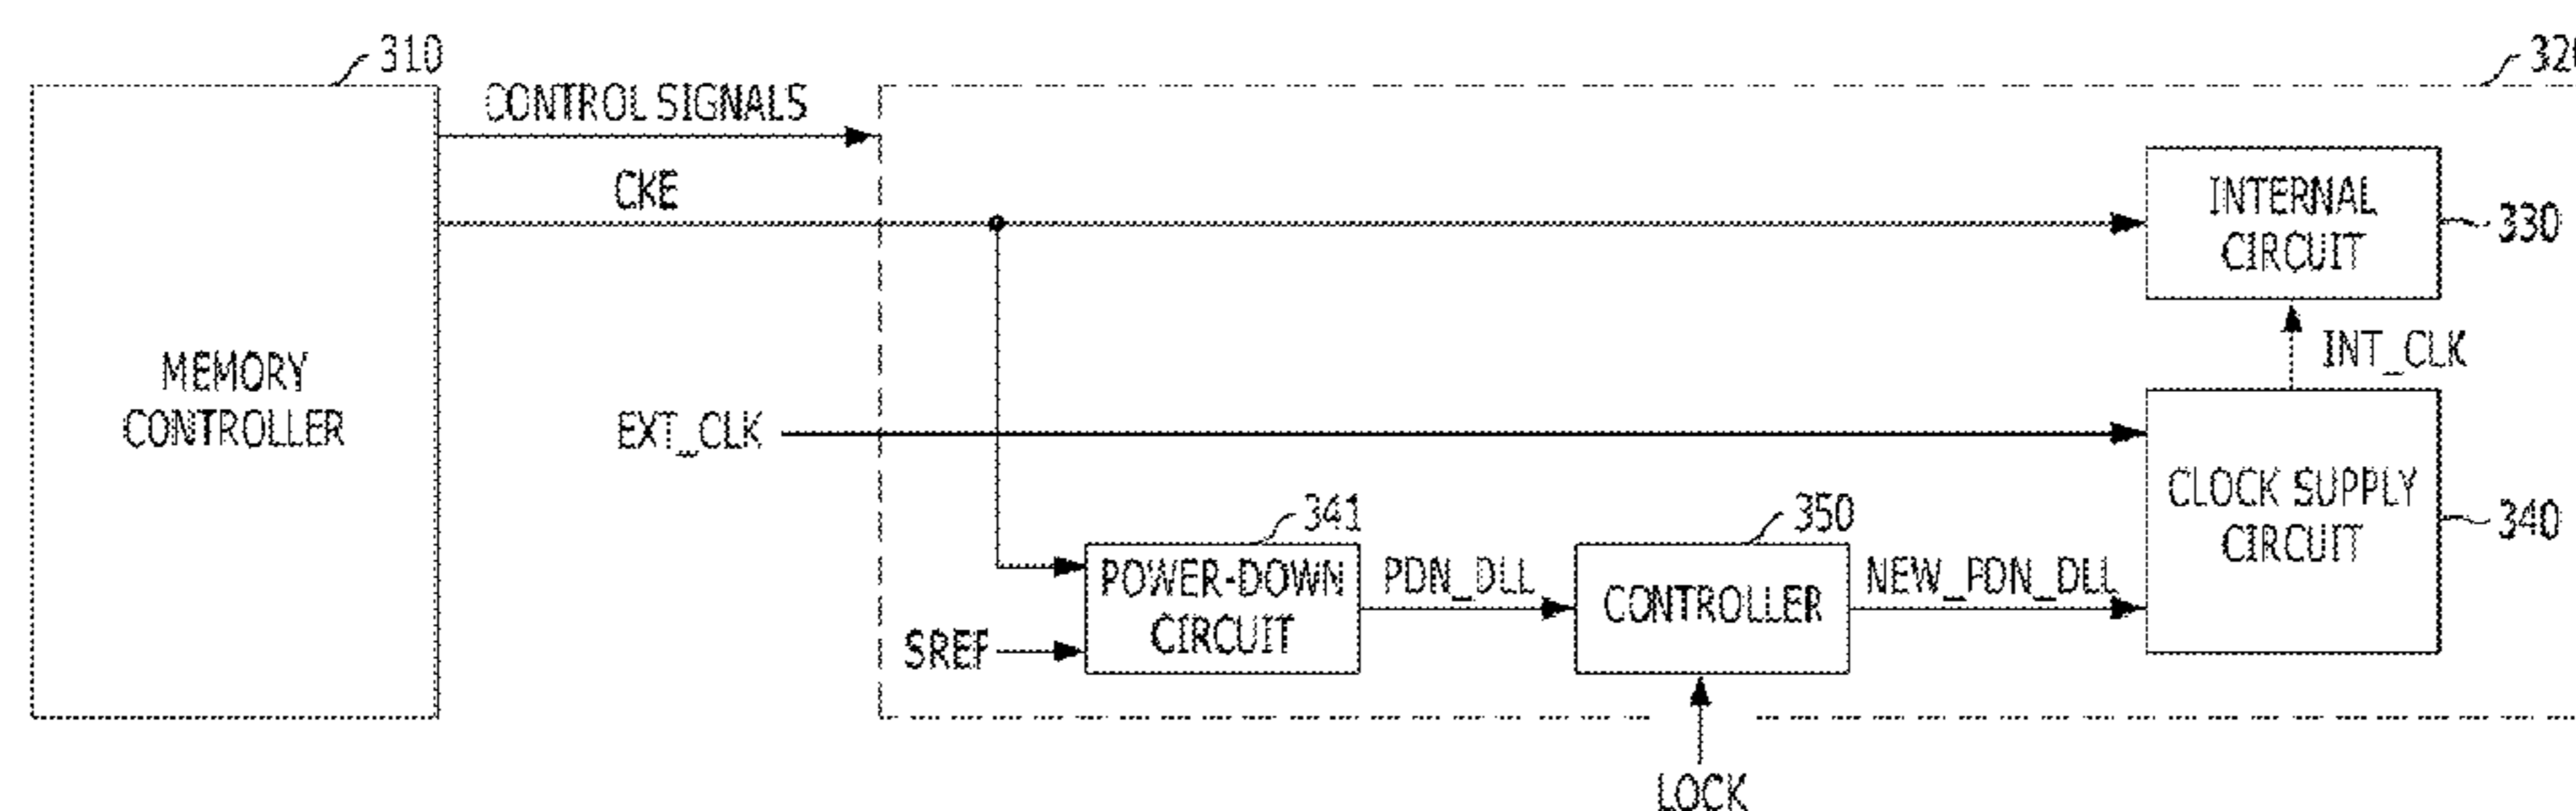 310
320
CONTROL SIGNALS
CKE
INTERNAL
CIRCUIT
330
MEMORY
CONTROLLER
INT_CLK
EXT_CLK
CLOCK SUPPLY
CIRCUIT
340
341
350
POWER-DOWN
CIRCUIT
PDN_DLL
CONTROLLER
NEW_PDN_DLL
SREF
LOCK